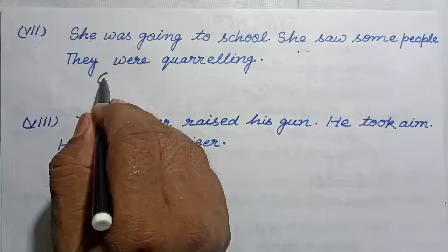 (vii) She was going to school. She saw some people
They were quarrelling.
(viii) raised his gun. He took aim.